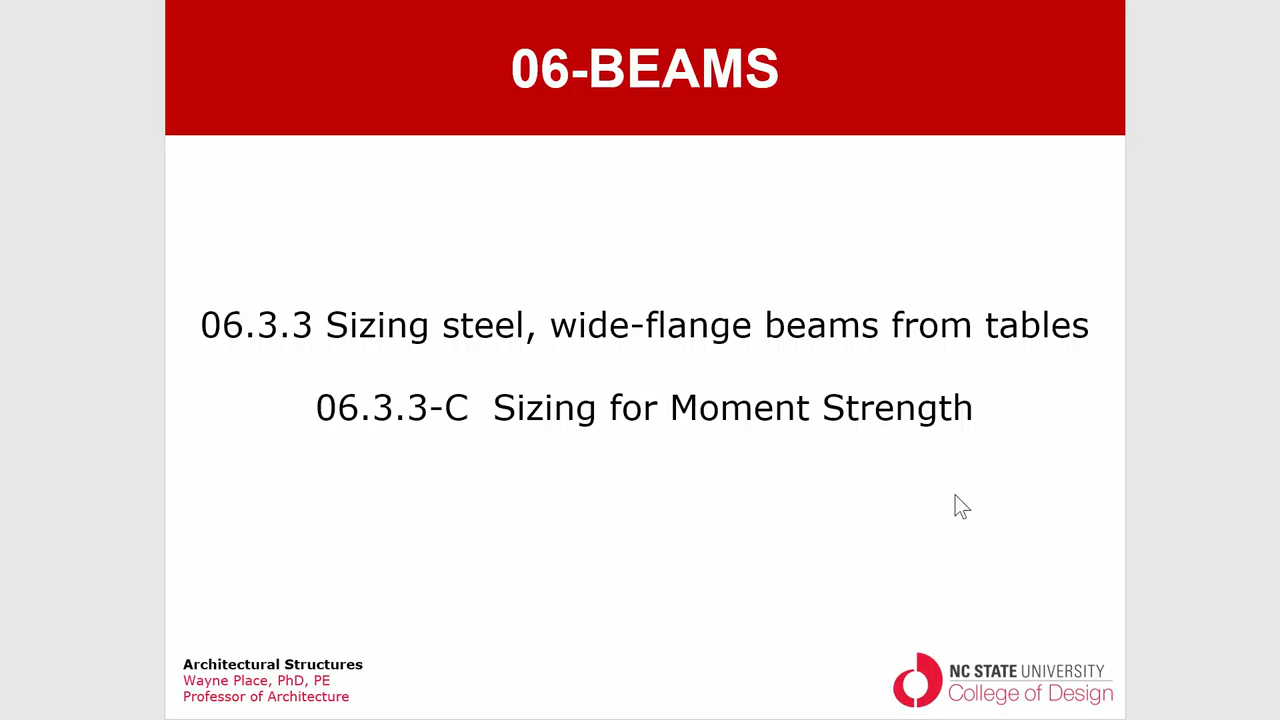 06-BEAMS
06.3.3 Sizing steel, wide-flange beams from tables
06.3.3-C  Sizing for Moment Strength
Architectural Structures
Wayne Place, PhD, PE
Professor of Architecture
NC STATE UNIVERSITY
College of Design